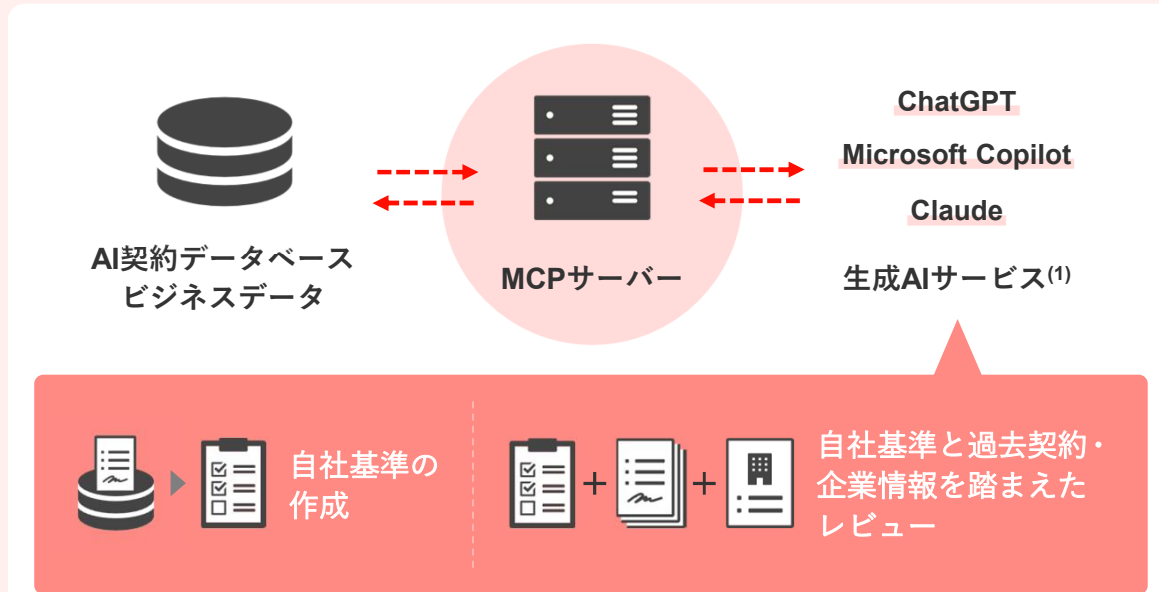 AI契約データベース
ビジネスデータ
MCPサーバー
ChatGPT
Microsoft Copilot
Claude
生成AIサービス(1)
自社基準の
作成
自社基準と過去契約・
企業情報を踏まえた
レビュー